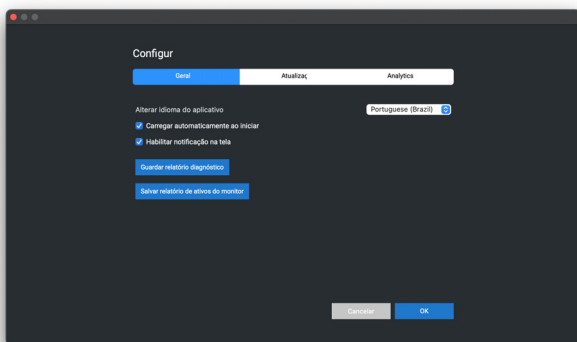 Configur
Geral
Atualizaç
Analytics
Alterar idioma do aplicativo
Portuguese (Brazil)
Carregar automaticamente ao iniciar
Habilitar notificação na tela
Guardar relatório diagnóstico
Salvar relatório de ativos do monitor
Cancelar
OK